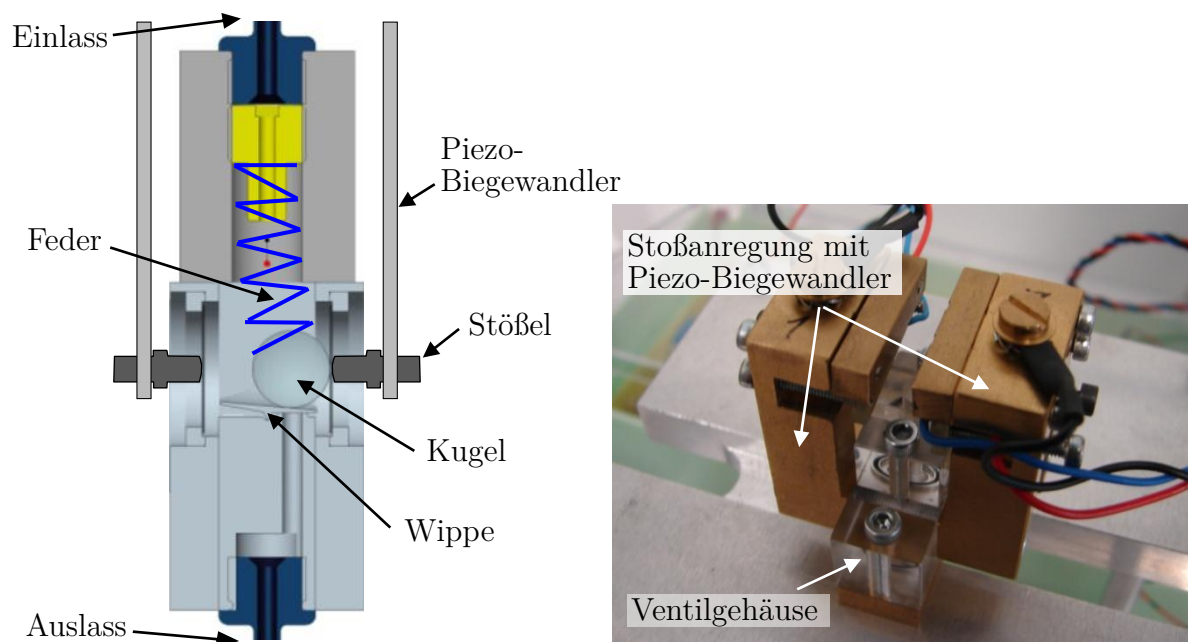 Einlass
Piezo-
Biegewandler
Feder
Stößel
Kugel
Wippe
Auslass
Stoßanregung mit
Piezo-Biegewandler
Ventilgehäuse